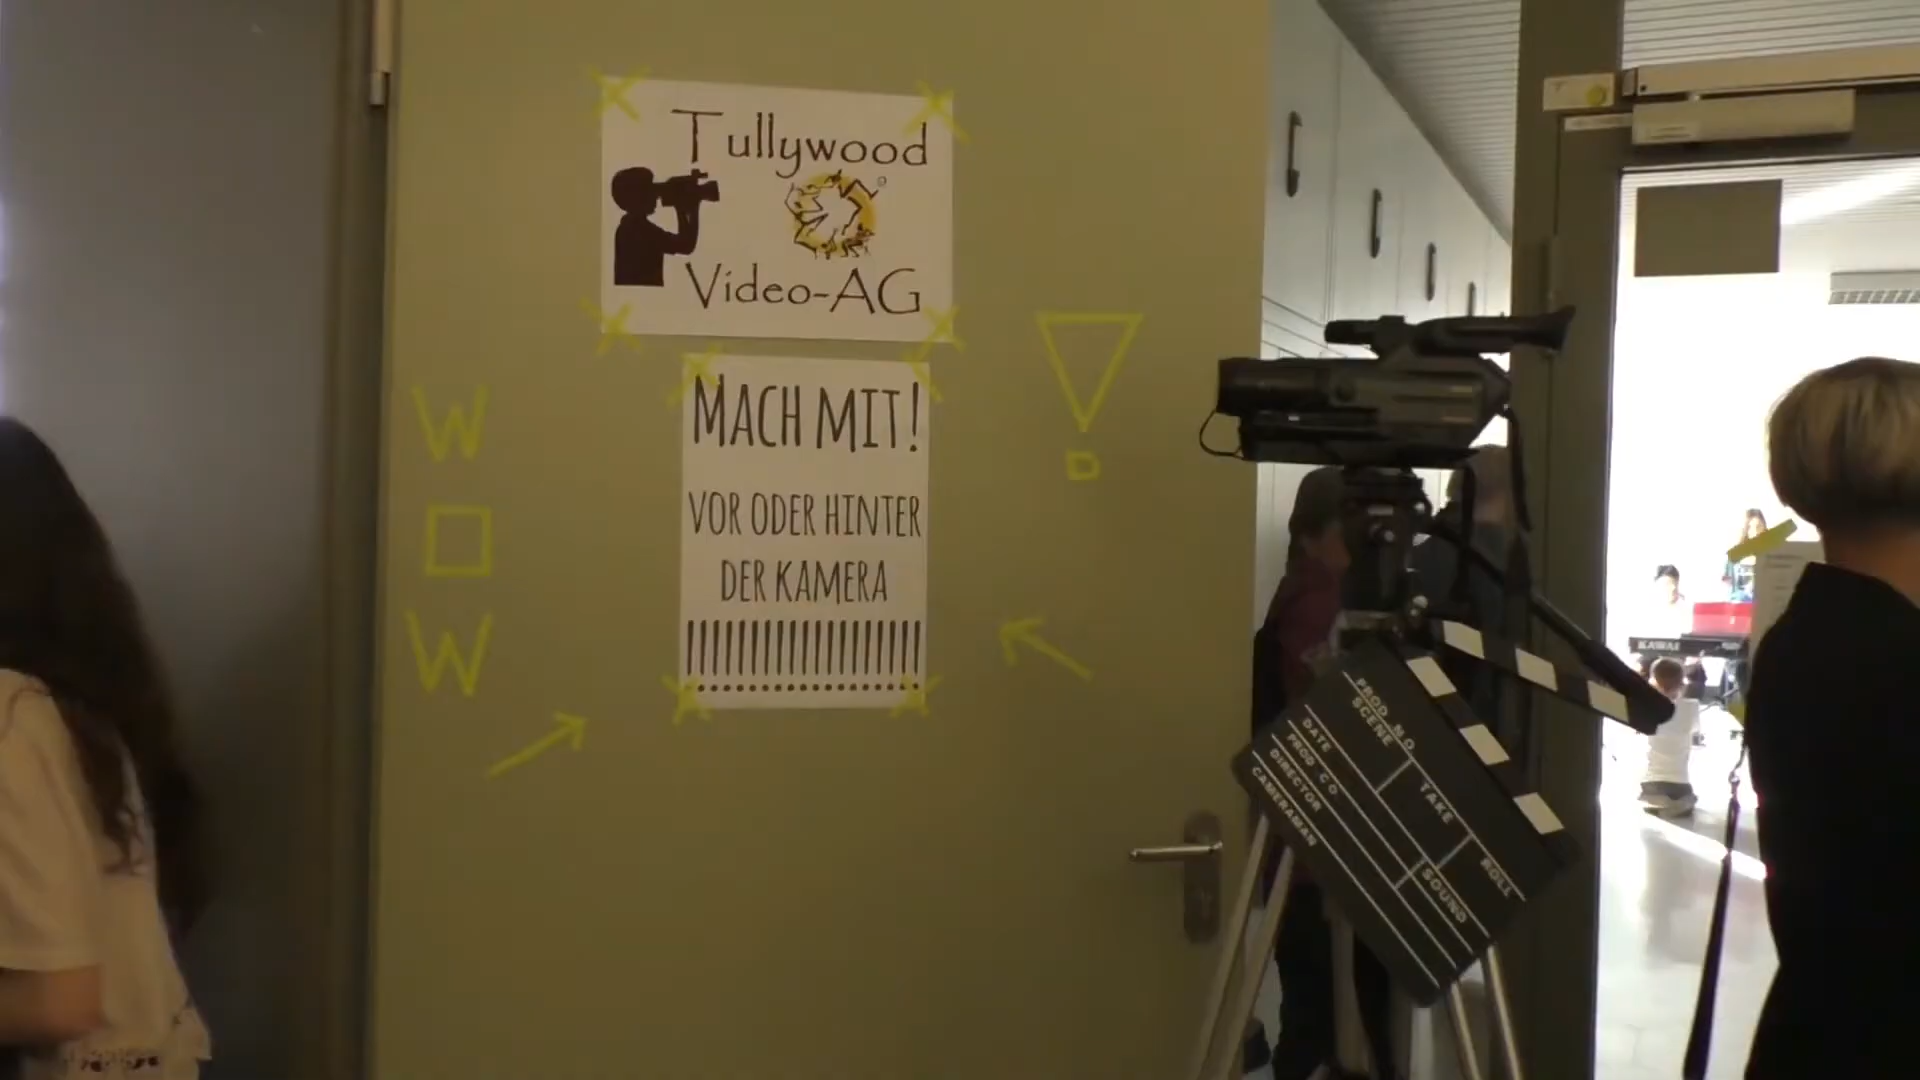 Tullywood
Video-AG
MACH MIT!
VOR ODER HINTER
DER KAMERA
!!!!!!!!!!!!!!!!!!!
W
O
W
!
KAWAI
PROD. NO.
SCENE
TAKE
ROLL
DATE
SOUND
PROD. CO.
DIRECTOR
CAMERAMAN